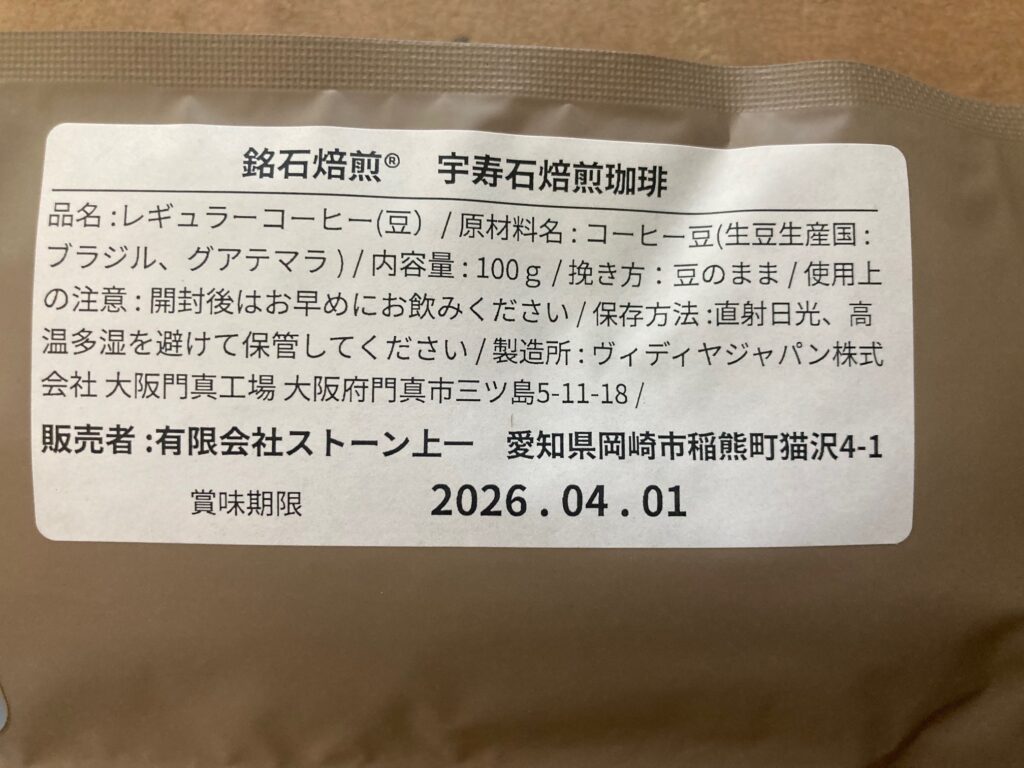 銘石焙煎® 宇寿石焙煎珈琲
品名:レギュラーコーヒー(豆）/ 原材料名:コーヒー豆(生豆生産国:
ブラジル、グアテマラ) / 内容量:100g / 挽き方:豆のまま / 使用上
の注意:開封後はお早めにお飲みください / 保存方法:直射日光、高
温多湿を避けて保管してください / 製造所:ヴィディヤジャパン株式
会社 大阪門真工場 大阪府門真市三ツ島5-11-18 /
販売者:有限会社ストーン上一 愛知県岡崎市稲熊町猫沢4-1
賞味期限 2026.04.01